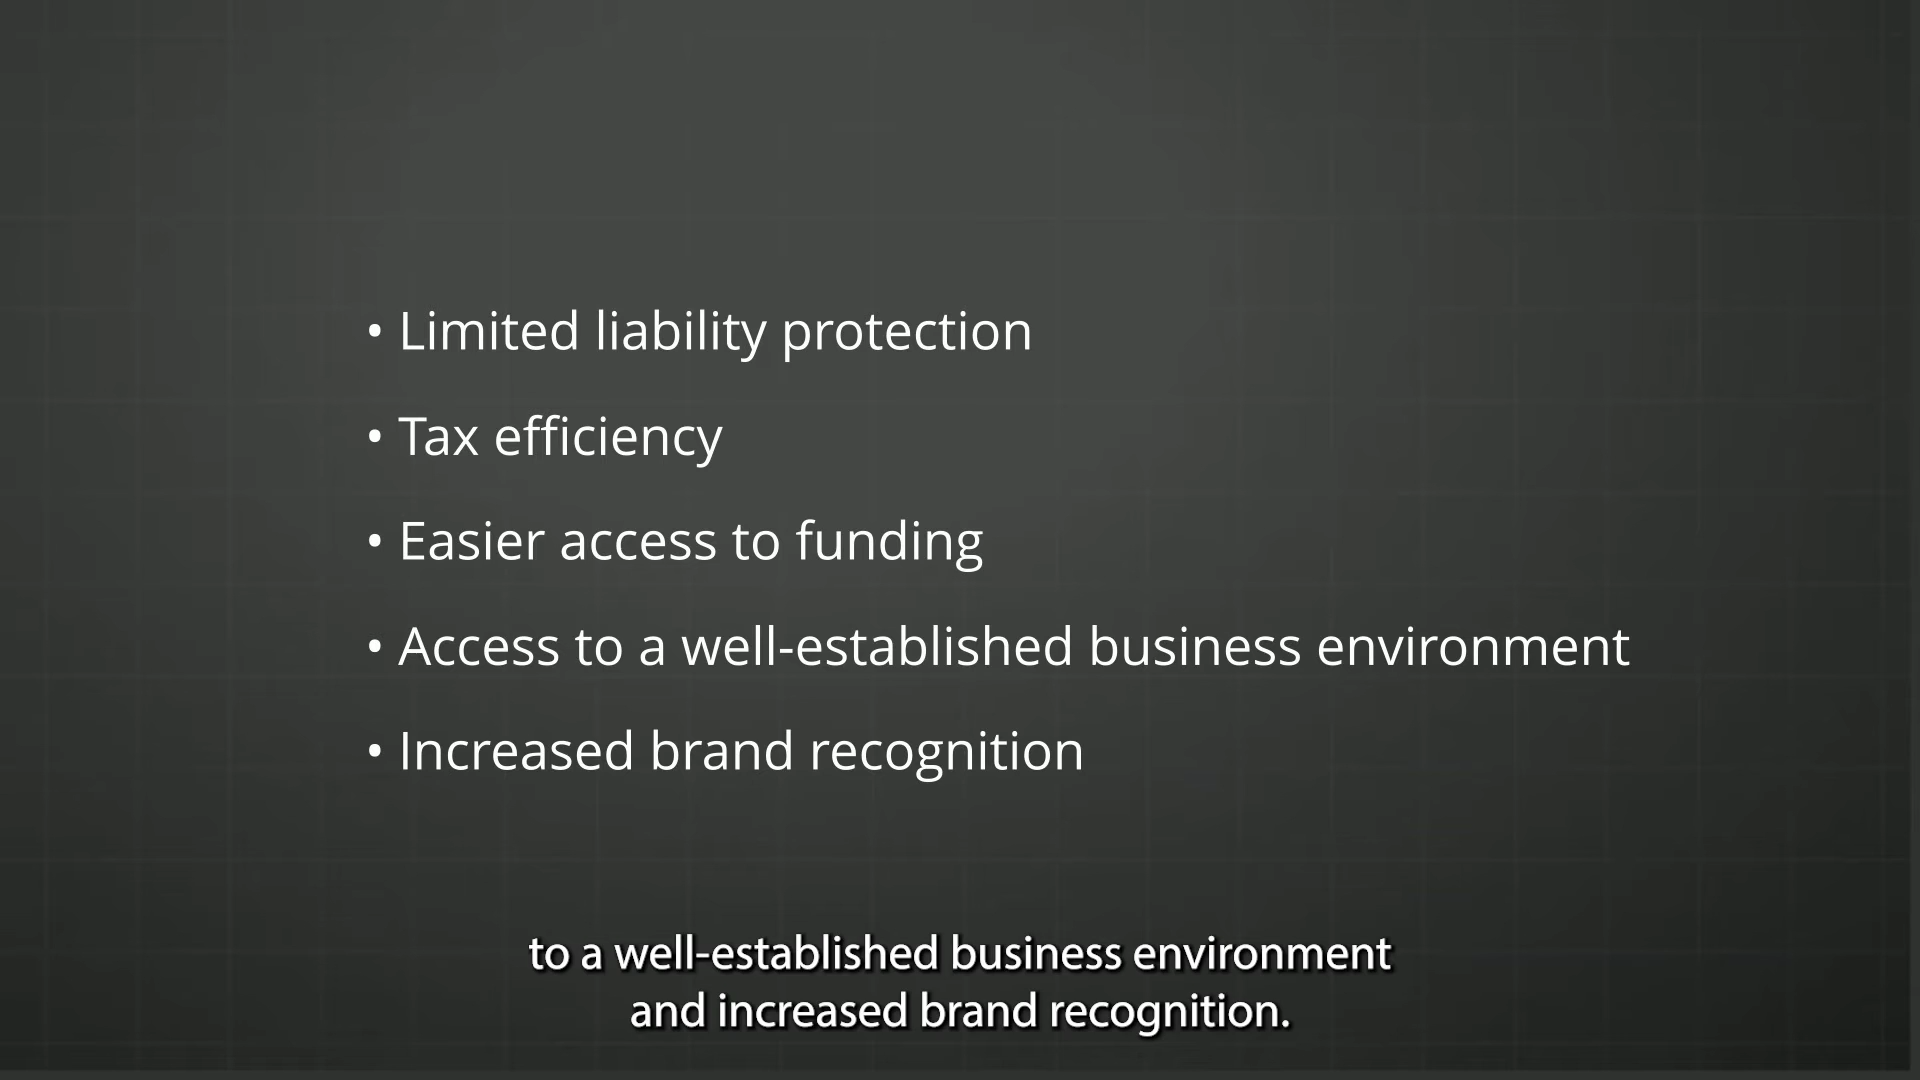 • Limited liability protection
• Tax efficiency
• Easier access to funding
• Access to a well-established business environment
• Increased brand recognition
to a well-established business environment
and increased brand recognition.